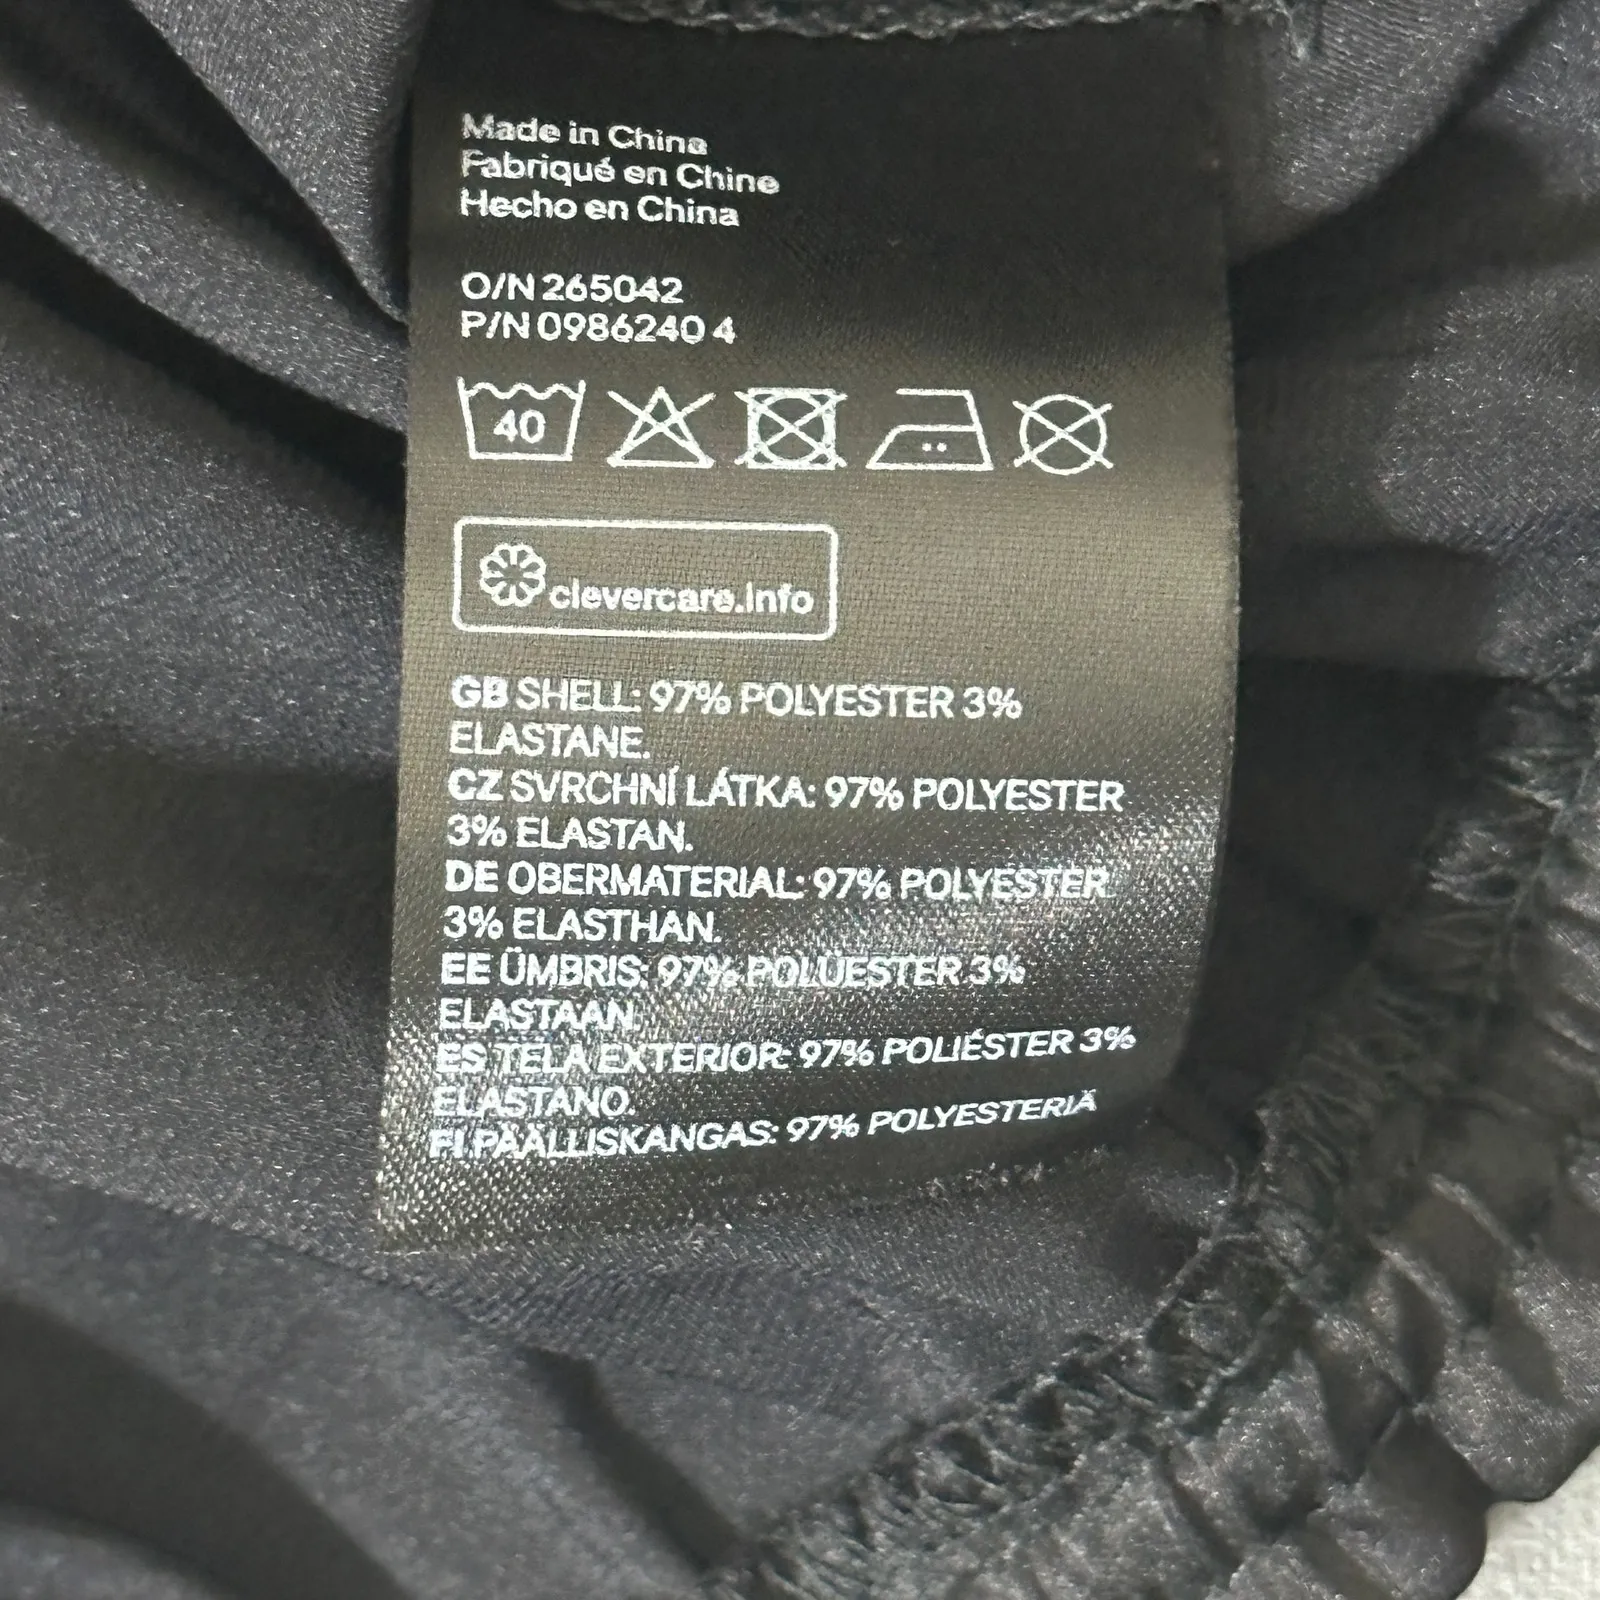 Made in China
Fabriqué en Chine
Hecho en China
O/N 265042
P/N 0986240 4
40
clevercare.info
GB SHELL: 97% POLYESTER 3%
ELASTANE.
CZ SVRCHNÍ LÁTKA: 97% POLYESTER
3% ELASTAN.
DE OBERMATERIAL: 97% POLYESTER
3% ELASTHAN.
EE ÜMBRIS: 97% POLÜESTER 3%
ELASTAAN.
ES TELA EXTERIOR: 97% POLIÉSTER 3%
ELASTANO.
FI PÄÄLLISKANGAS: 97% POLYESTERIÄ